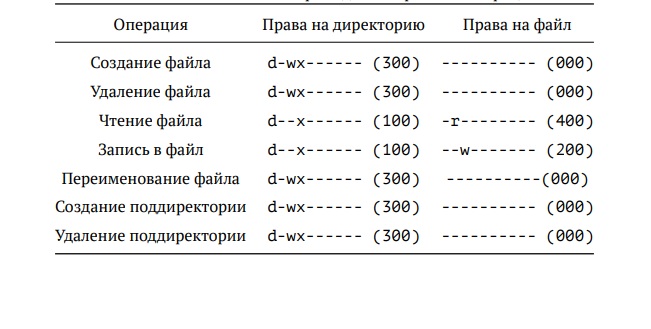 Операция Права на директорию Права на файл
Создание файла d-wx------ (300) ---------- (000)
Удаление файла d-wx------ (300) ---------- (000)
Чтение файла d--x------ (100) -r-------- (400)
Запись в файл d--x------ (100) --w------- (200)
Переименование файла d-wx------ (300) ----------(000)
Создание поддиректории d-wx------ (300) ---------- (000)
Удаление поддиректории d-wx------ (300) ---------- (000)